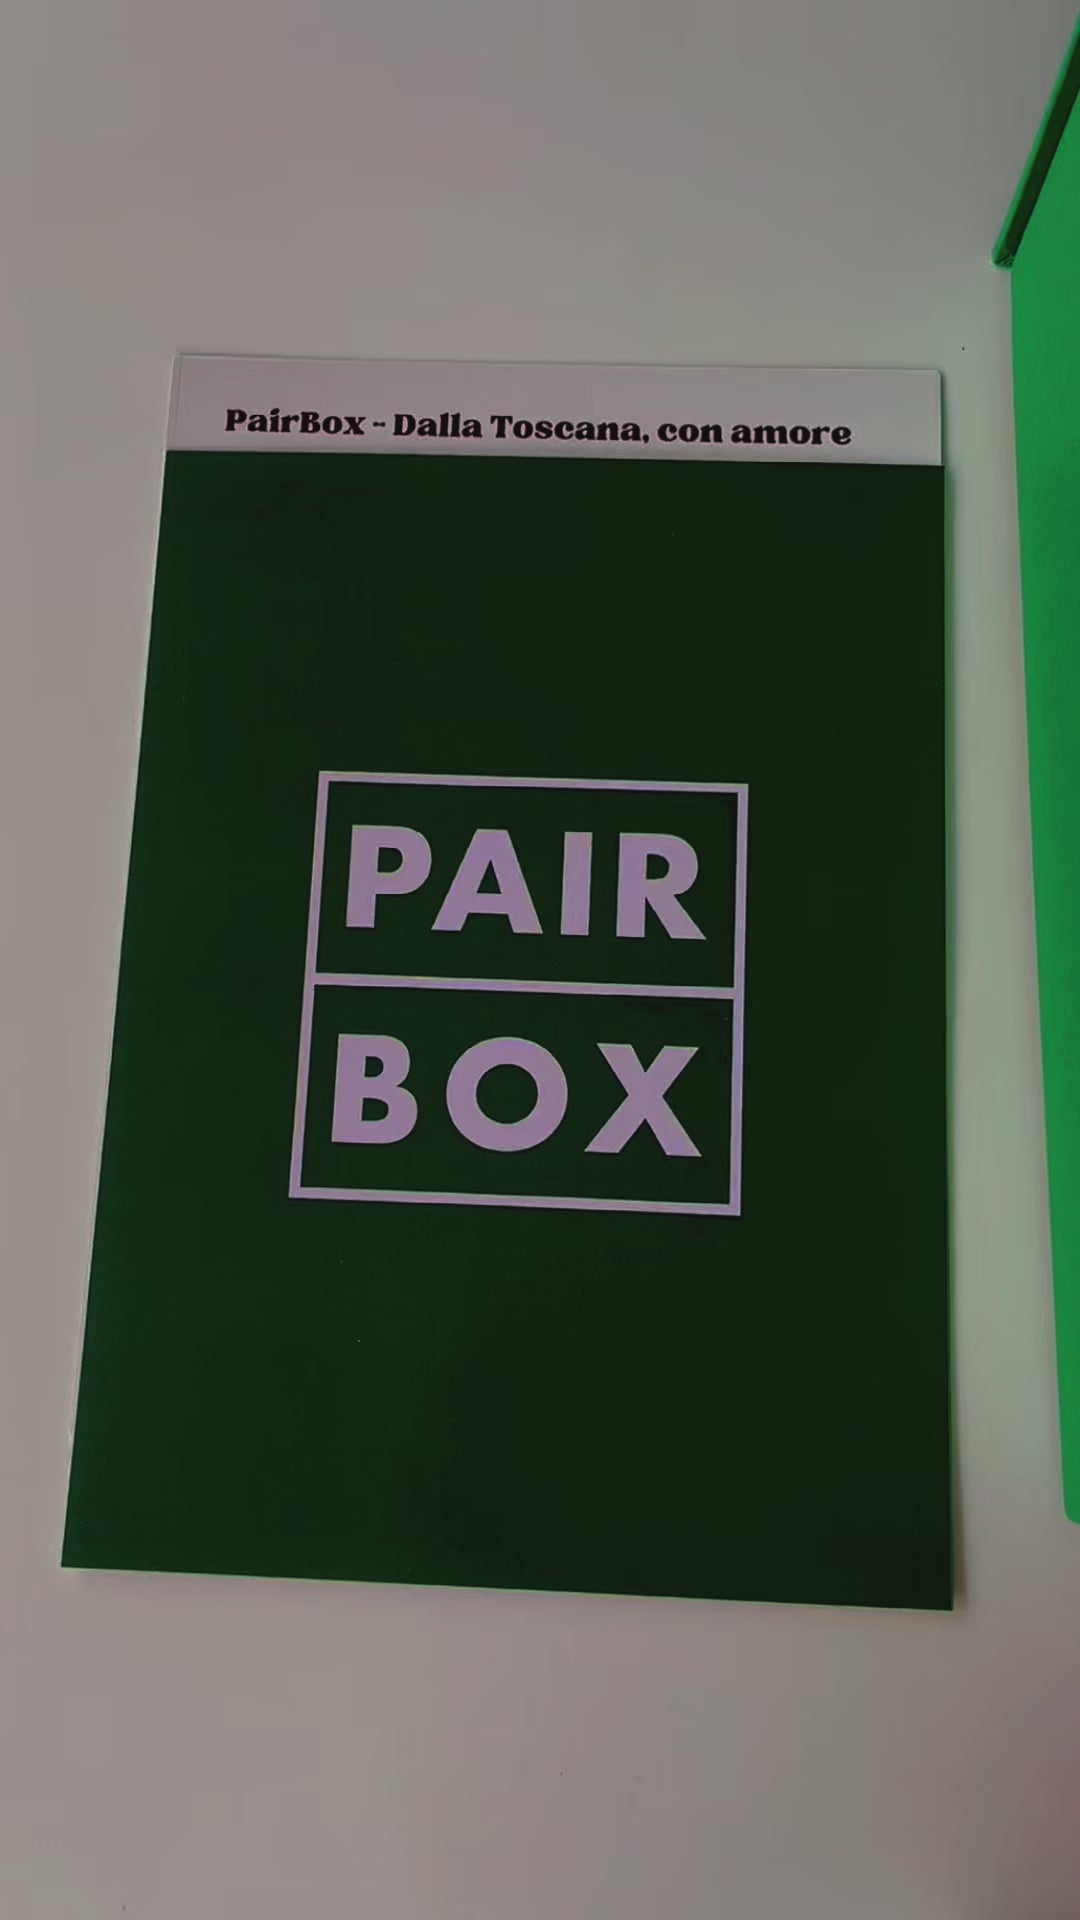 PairBox - Dalla Toscana, con amore
PAIR
BOX